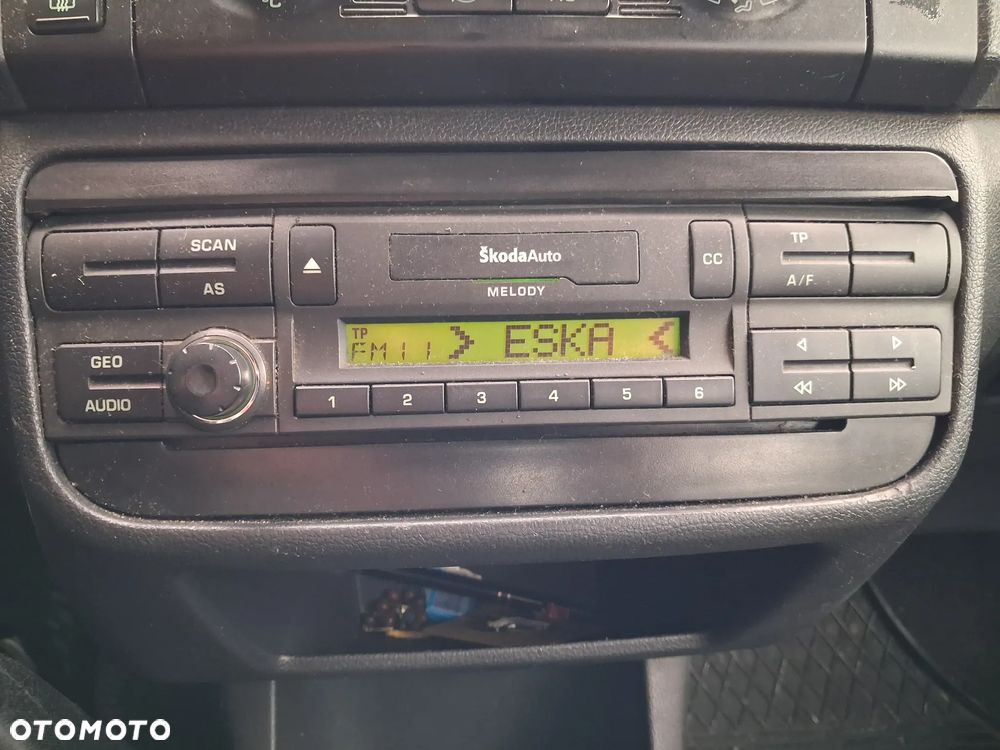 °C
SCAN
AS
ŠkodaAuto
MELODY
CC
TP
A/F
GEO
AUDIO
TP
FM11 > ESKA <
1 2 3 4 5 6
OTOMOTO